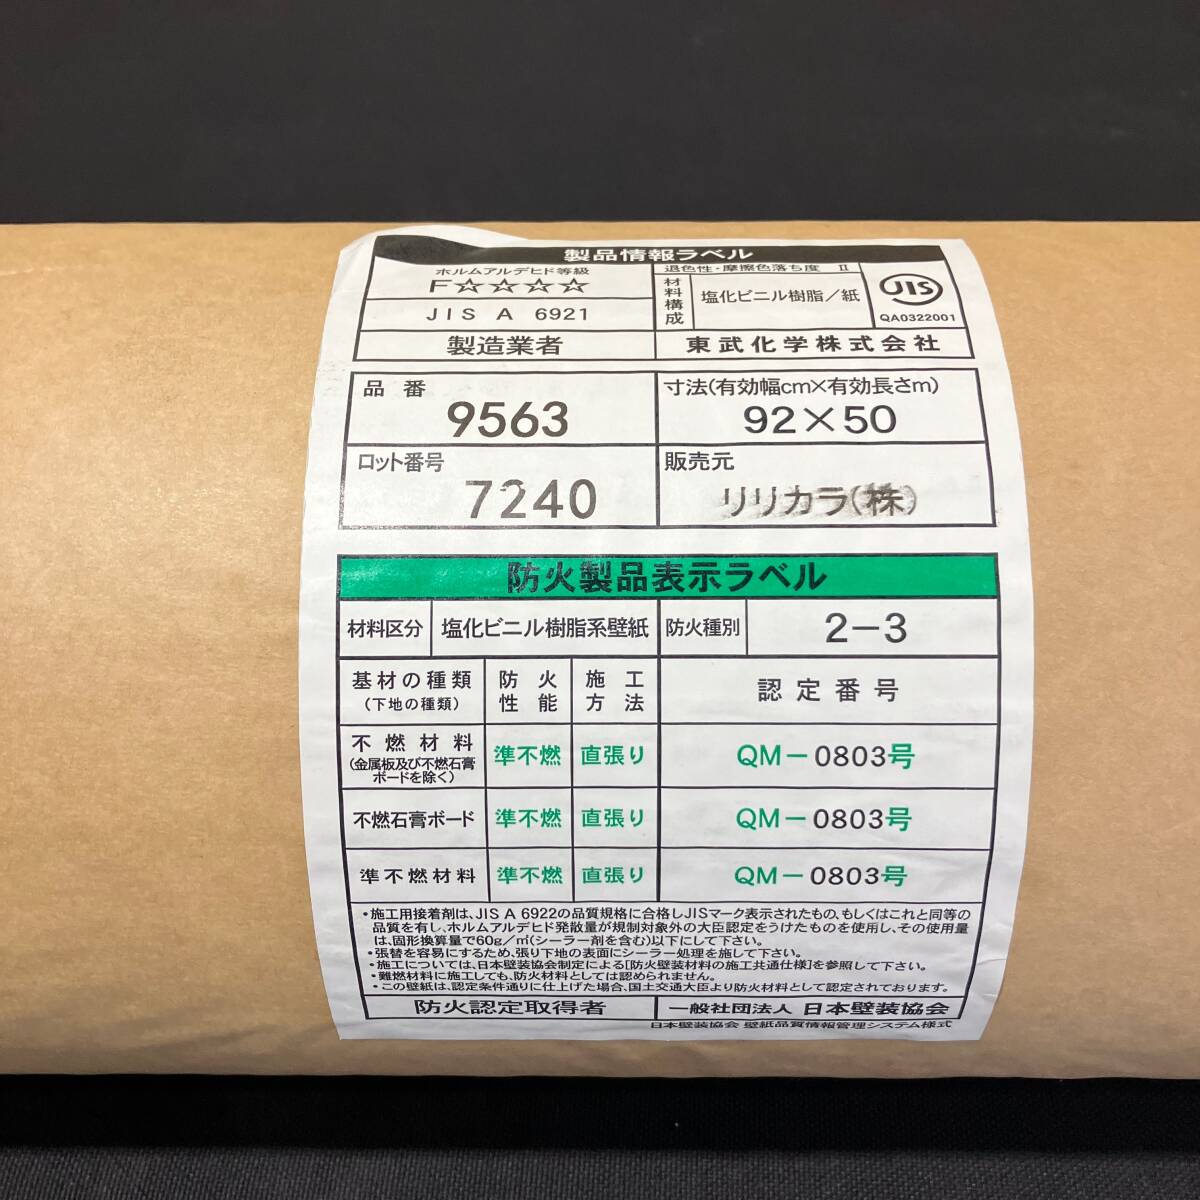 製品情報ラベル
ホルムアルデヒド等級
F☆☆☆☆
JIS A 6921
退色性・摩擦色落ち度 Ⅱ
材料構成
塩化ビニル樹脂／紙
JIS
QA0322001
製造業者
東武化学株式会社
品番
9563
寸法(有効幅cm×有効長さm)
92×50
ロット番号
7240
販売元
リリカラ(株)
防火製品表示ラベル
材料区分 塩化ビニル樹脂系壁紙 防火種別 2－3
基材の種類
(下地の種類)
防火性能
施工方法
認定番号
不燃材料
(金属板及び不燃石膏
ボードを除く)
準不燃 直張り QM－0803号
不燃石膏ボード 準不燃 直張り QM－0803号
準不燃材料 準不燃 直張り QM－0803号
・施工用接着剤は、JIS A 6922の品質規格に合格しJISマーク表示されたもの、もしくはこれと同等の
品質を有し、ホルムアルデヒド発散量が規制対象外の大臣認定をうけたものを使用し、その使用量
は、固形換算量で60g／㎡(シーラー剤を含む)以下にして下さい。
・張替を容易にするため、張り下地の表面にシーラー処理を施して下さい。
・施工については、日本壁装協会制定による[防火壁装材料の施工共通仕様]を参照して下さい。
・難燃材料に施工しても、防火材料としては認められません。
・この壁紙は、認定条件通りに仕上げた場合、国土交通大臣より防火材料として認定されております。
防火認定取得者 一般社団法人 日本壁装協会
日本壁装協会 壁紙品質情報管理システム様式